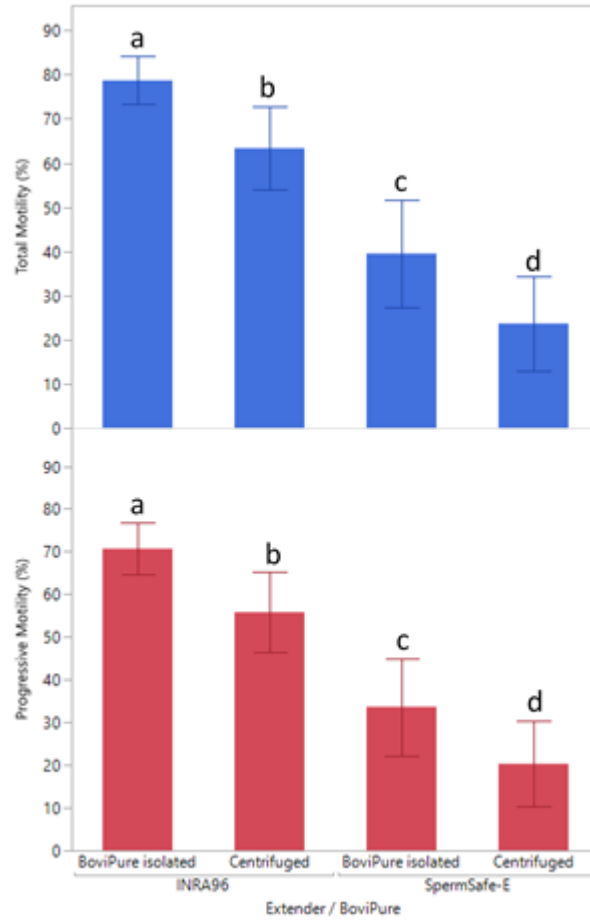 90
a
80
b
70
60
c
50
40
d
30
20
10
0
Total Motility (%)
90
a
80
70
b
60
50
c
40
d
30
20
10
0
Progressive Motility (%)
BoviPure isolated Centrifuged BoviPure isolated Centrifuged
INRA96 SpermSafe-E
Extender / BoviPure